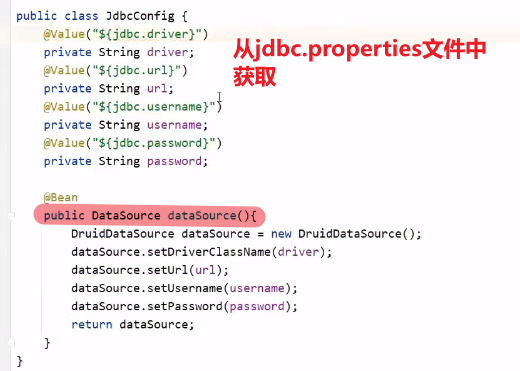 public class JdbcConfig {
@Value("${jdbc.driver}")
private String driver;
@Value("${jdbc.url}")
private String url;
@Value("${jdbc.username}")
private String username;
@Value("${jdbc.password}")
private String password;
从jdbc.properties文件中
获取
@Bean
public DataSource dataSource(){
DruidDataSource dataSource = new DruidDataSource();
dataSource.setDriverClassName(driver);
dataSource.setUrl(url);
dataSource.setUsername(username);
dataSource.setPassword(password);
return dataSource;
}
}